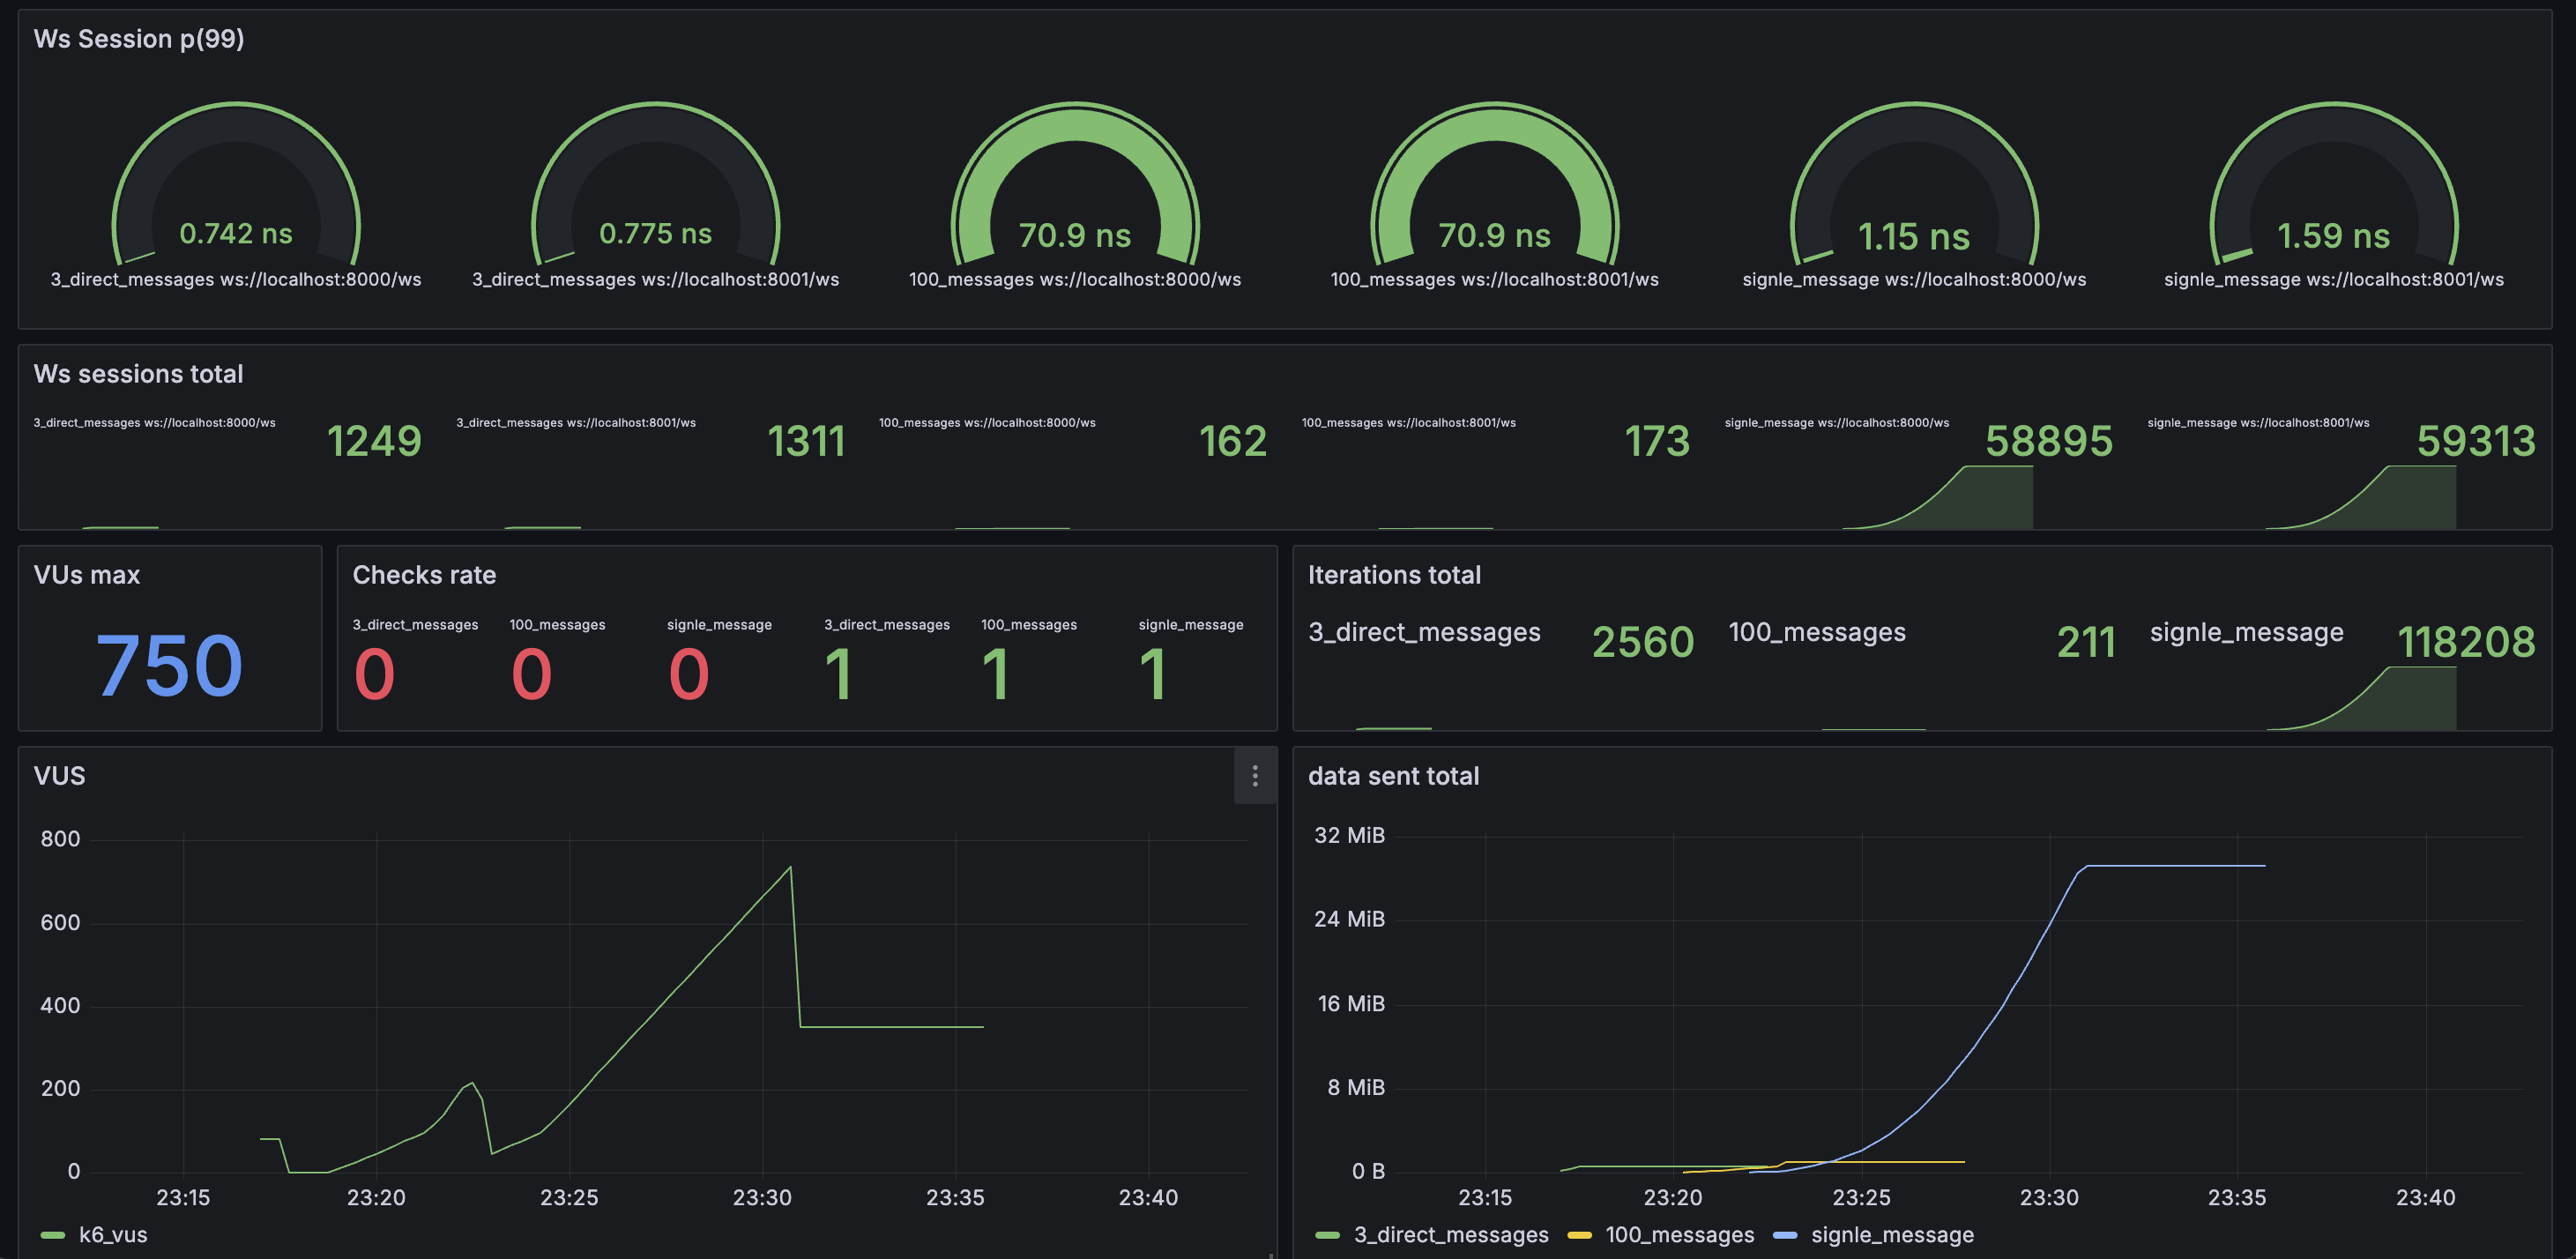 Ws Session p(99)
0.742 ns
0.775 ns
70.9 ns
70.9 ns
1.15 ns
1.59 ns
3_direct_messages ws://localhost:8000/ws
3_direct_messages ws://localhost:8001/ws
100_messages ws://localhost:8000/ws
100_messages ws://localhost:8001/ws
signle_message ws://localhost:8000/ws
signle_message ws://localhost:8001/ws
Ws sessions total
3_direct_messages ws://localhost:8000/ws
1249
3_direct_messages ws://localhost:8001/ws
1311
100_messages ws://localhost:8000/ws
162
100_messages ws://localhost:8001/ws
173
signle_message ws://localhost:8000/ws
58895
signle_message ws://localhost:8001/ws
59313
VUs max
750
Checks rate
3_direct_messages
100_messages
signle_message
3_direct_messages
100_messages
signle_message
0
0
0
1
1
1
Iterations total
3_direct_messages
2560
100_messages
211
signle_message
118208
VUS
800
600
400
200
0
23:15
23:20
23:25
23:30
23:35
23:40
k6_vus
data sent total
32 MiB
24 MiB
16 MiB
8 MiB
0 B
23:15
23:20
23:25
23:30
23:35
23:40
3_direct_messages
100_messages
signle_message